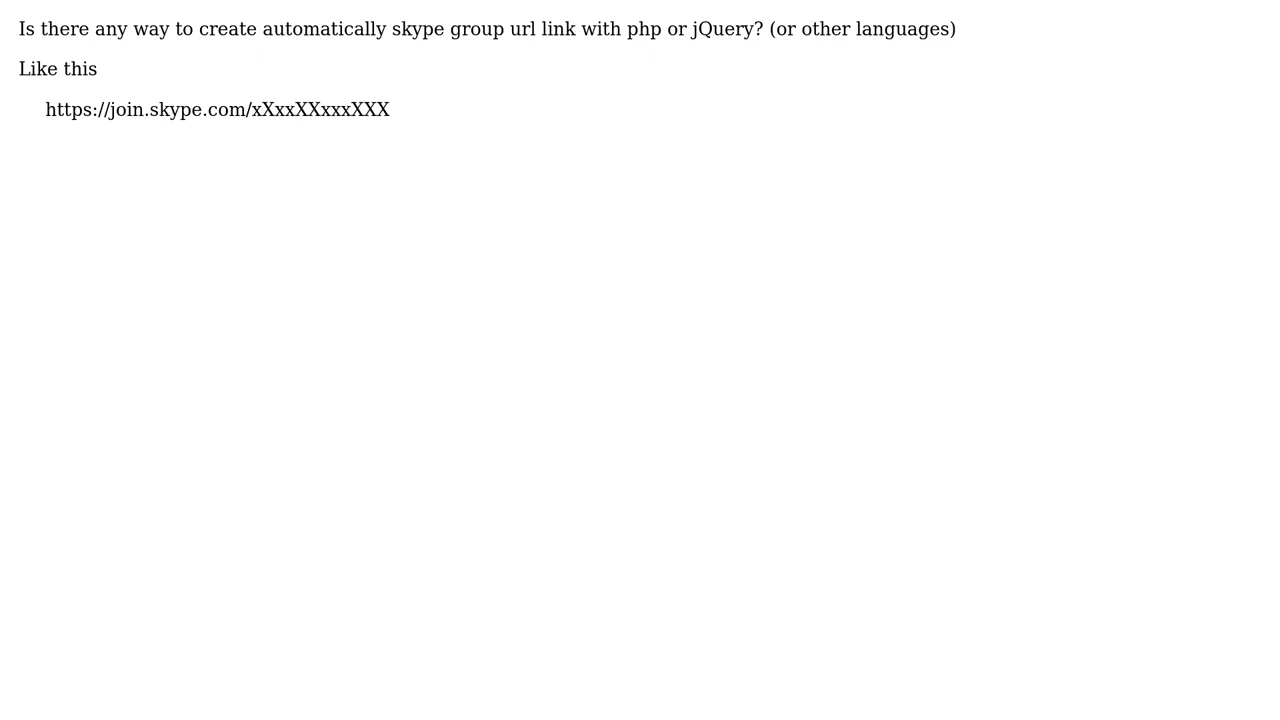 Is there any way to create automatically skype group url link with php or jQuery? (or other languages)
Like this
https://join.skype.com/xXxxXXxxxXXX